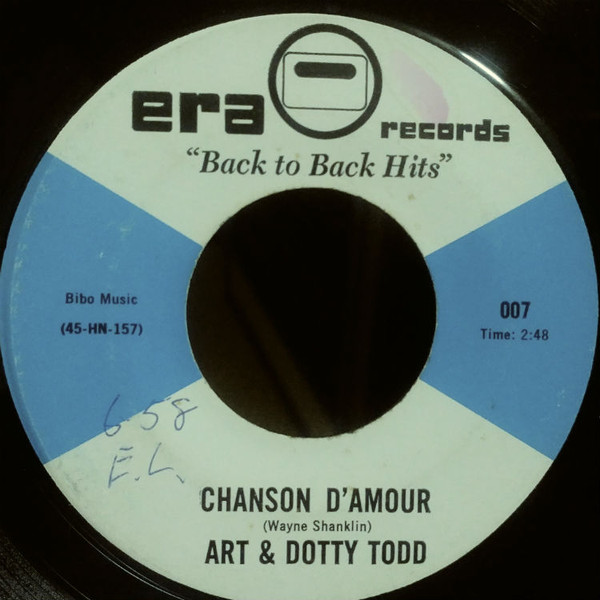 era records
“Back to Back Hits”
Bibo Music
(45-HN-157)
007
Time: 2:48
6-58
E.L.
CHANSON D'AMOUR
(Wayne Shanklin)
ART & DOTTY TODD